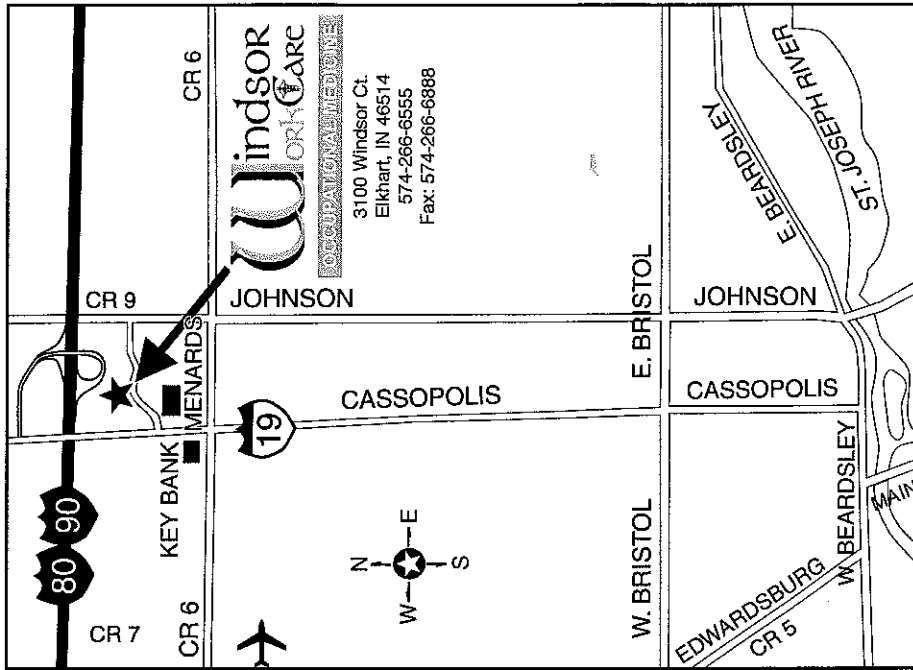 80
90
CR 7
CR 9
KEY BANK
MENARDS
CR 6
CR 6
Windsor
WorkCare
OCCUPATIONAL MEDICINE
3100 Windsor Ct.
Elkhart, IN 46514
574-266-6555
Fax: 574-266-6888
JOHNSON
19
CASSOPOLIS
N
W
E
S
W. BRISTOL
E. BRISTOL
JOHNSON
CASSOPOLIS
E. BEARDSLEY
ST. JOSEPH RIVER
EDWARDSBURG
CR 5
W. BEARDSLEY
MAIN